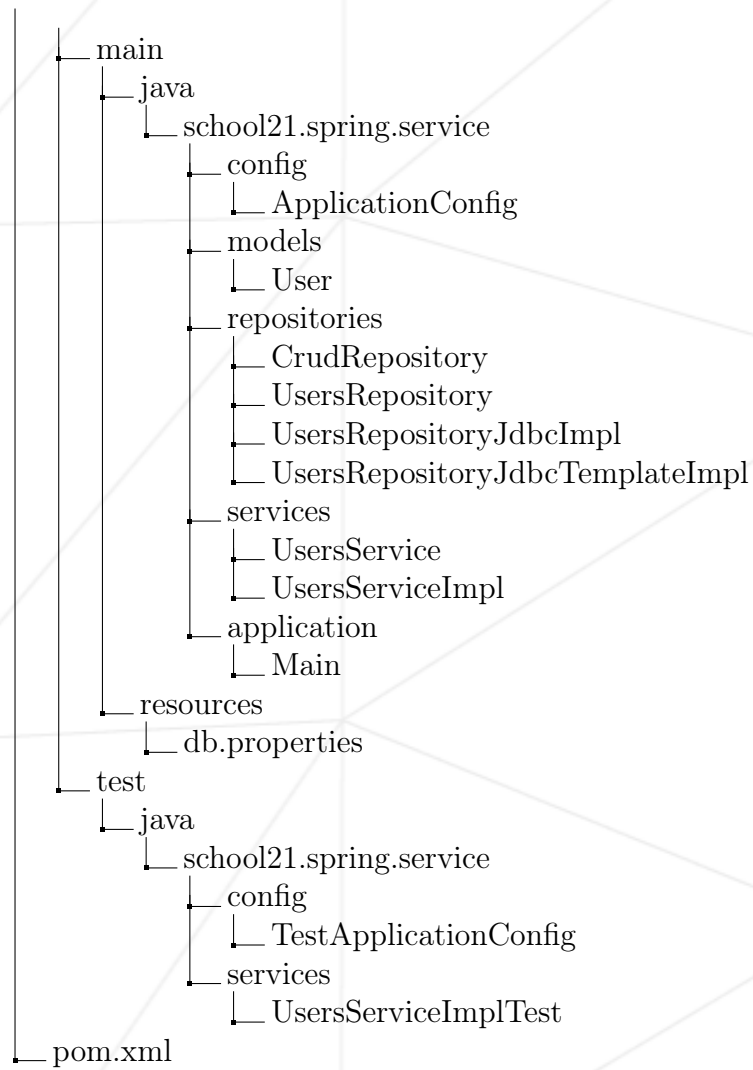 main
java
school21.spring.service
config
ApplicationConfig
models
User
repositories
CrudRepository
UsersRepository
UsersRepositoryJdbcImpl
UsersRepositoryJdbcTemplateImpl
services
UsersService
UsersServiceImpl
application
Main
resources
db.properties
test
java
school21.spring.service
config
TestApplicationConfig
services
UsersServiceImplTest
pom.xml